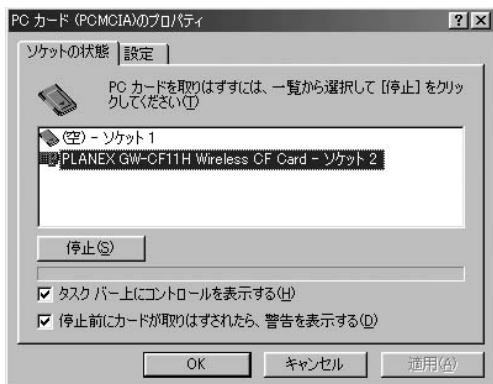 PC カード (PCMCIA)のプロパティ
ソケットの状態
設定
PC カードを取りはずすには、一覧から選択して [停止] をクリッ
クしてください(T)
(空) - ソケット 1
PLANEX GW-CF11H Wireless CF Card - ソケット 2
停止(S)
タスク バー上にコントロールを表示する(H)
停止前にカードが取りはずされたら、警告を表示する(D)
OK
キャンセル
適用(A)